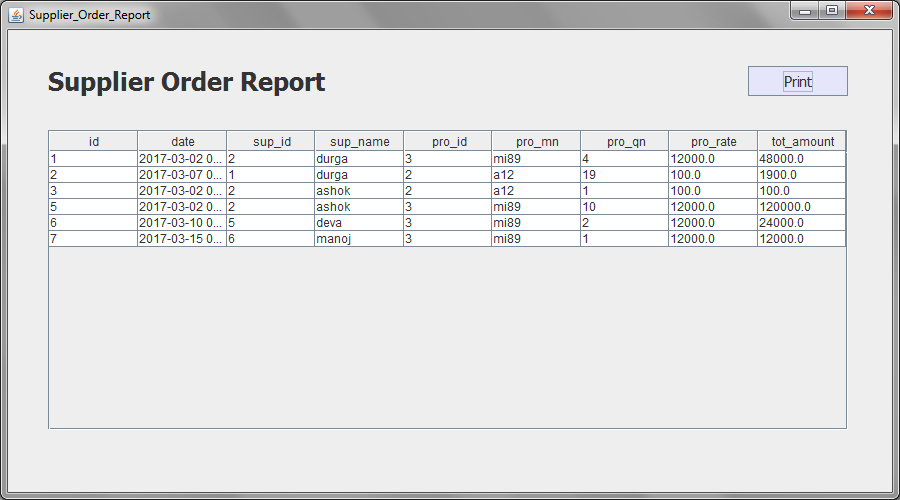 Supplier_Order_Report
Supplier Order Report Print
id date sup_id sup_name pro_id pro_mn pro_qn pro_rate tot_amount
1 2017-03-02 0... 2 durga 3 mi89 4 12000.0 48000.0
2 2017-03-07 0... 1 durga 2 a12 19 100.0 1900.0
3 2017-03-02 0... 2 ashok 2 a12 1 100.0 100.0
5 2017-03-02 0... 2 ashok 3 mi89 10 12000.0 120000.0
6 2017-03-10 0... 5 deva 3 mi89 2 12000.0 24000.0
7 2017-03-15 0... 6 manoj 3 mi89 1 12000.0 12000.0